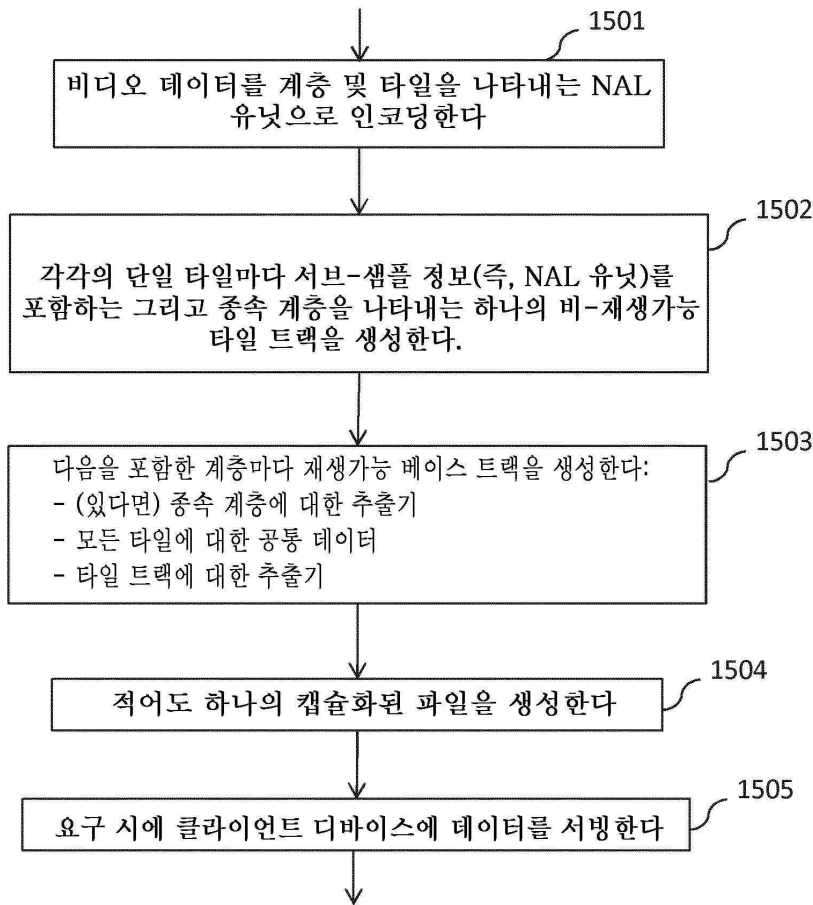 1501
비디오 데이터를 계층 및 타일을 나타내는 NAL
유닛으로 인코딩한다
1502
각각의 단일 타일마다 서브-샘플 정보(즉, NAL 유닛)를
포함하는 그리고 종속 계층을 나타내는 하나의 비-재생가능
타일 트랙을 생성한다.
1503
다음을 포함한 계층마다 재생가능 베이스 트랙을 생성한다:
- (있다면) 종속 계층에 대한 추출기
- 모든 타일에 대한 공통 데이터
- 타일 트랙에 대한 추출기
1504
적어도 하나의 캡슐화된 파일을 생성한다
1505
요구 시에 클라이언트 디바이스에 데이터를 서빙한다